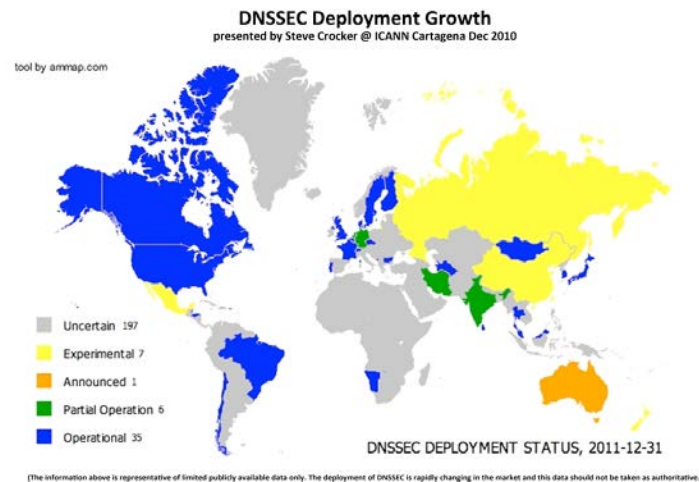 DNSSEC Deployment Growth
presented by Steve Crocker @ ICANN Cartagena Dec 2010
tool by ammap.com
Uncertain 197
Experimental 7
Announced 1
Partial Operation 6
Operational 35
DNSSEC DEPLOYMENT STATUS, 2011-12-31
(The information above is representative of limited publicly available data only. The deployment of DNSSEC is rapidly changing in the market and this data should not be taken as authoritative